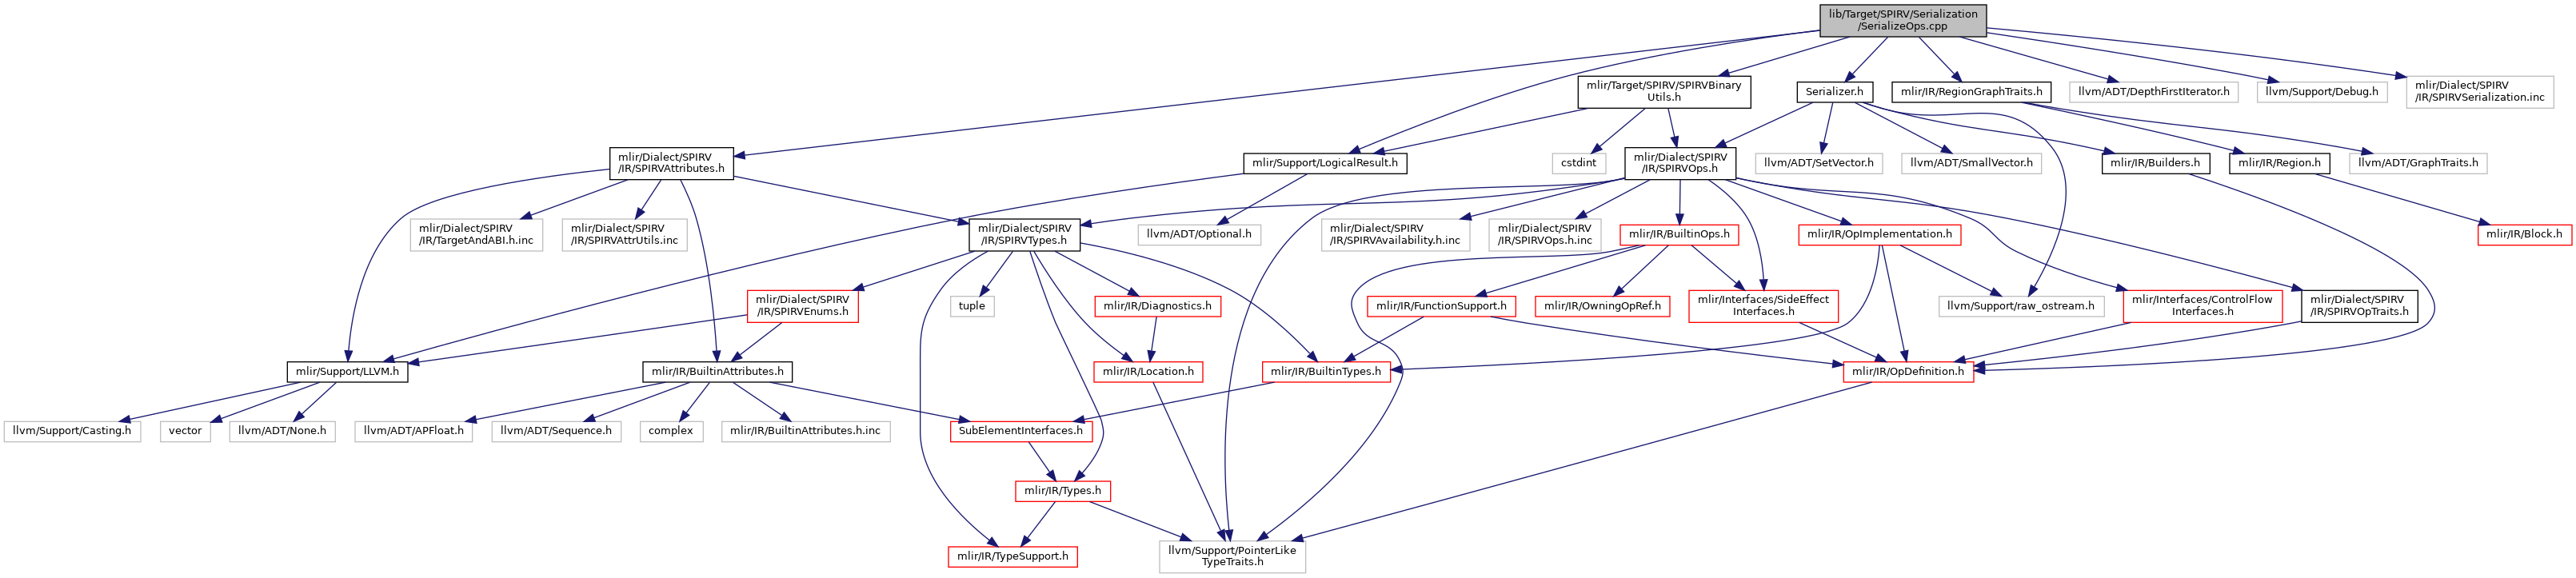 lib/Target/SPIRV/Serialization
/SerializeOps.cpp
mlir/Target/SPIRV/SPIRVBinary
Utils.h
Serializer.h
mlir/IR/RegionGraphTraits.h
llvm/ADT/DepthFirstIterator.h
llvm/Support/Debug.h
mlir/Dialect/SPIRV
/IR/SPIRVSerialization.inc
mlir/Dialect/SPIRV
/IR/SPIRVAttributes.h
mlir/Support/LogicalResult.h
cstdint
mlir/Dialect/SPIRV
/IR/SPIRVOps.h
llvm/ADT/SetVector.h
llvm/ADT/SmallVector.h
mlir/IR/Builders.h
mlir/IR/Region.h
llvm/ADT/GraphTraits.h
mlir/Dialect/SPIRV
/IR/TargetAndABI.h.inc
mlir/Dialect/SPIRV
/IR/SPIRVAttrUtils.inc
mlir/Dialect/SPIRV
/IR/SPIRVTypes.h
llvm/ADT/Optional.h
mlir/Dialect/SPIRV
/IR/SPIRVAvailability.h.inc
mlir/Dialect/SPIRV
/IR/SPIRVOps.h.inc
mlir/IR/BuiltinOps.h
mlir/IR/OpImplementation.h
mlir/IR/Block.h
mlir/Dialect/SPIRV
/IR/SPIRVEnums.h
tuple
mlir/IR/Diagnostics.h
mlir/IR/FunctionSupport.h
mlir/IR/OwningOpRef.h
mlir/Interfaces/SideEffect
Interfaces.h
llvm/Support/raw_ostream.h
mlir/Interfaces/ControlFlow
Interfaces.h
mlir/Dialect/SPIRV
/IR/SPIRVOpTraits.h
mlir/Support/LLVM.h
mlir/IR/BuiltinAttributes.h
mlir/IR/Location.h
mlir/IR/BuiltinTypes.h
mlir/IR/OpDefinition.h
llvm/Support/Casting.h
vector
llvm/ADT/None.h
llvm/ADT/APFloat.h
llvm/ADT/Sequence.h
complex
mlir/IR/BuiltinAttributes.h.inc
SubElementInterfaces.h
mlir/IR/Types.h
mlir/IR/TypeSupport.h
llvm/Support/PointerLike
TypeTraits.h